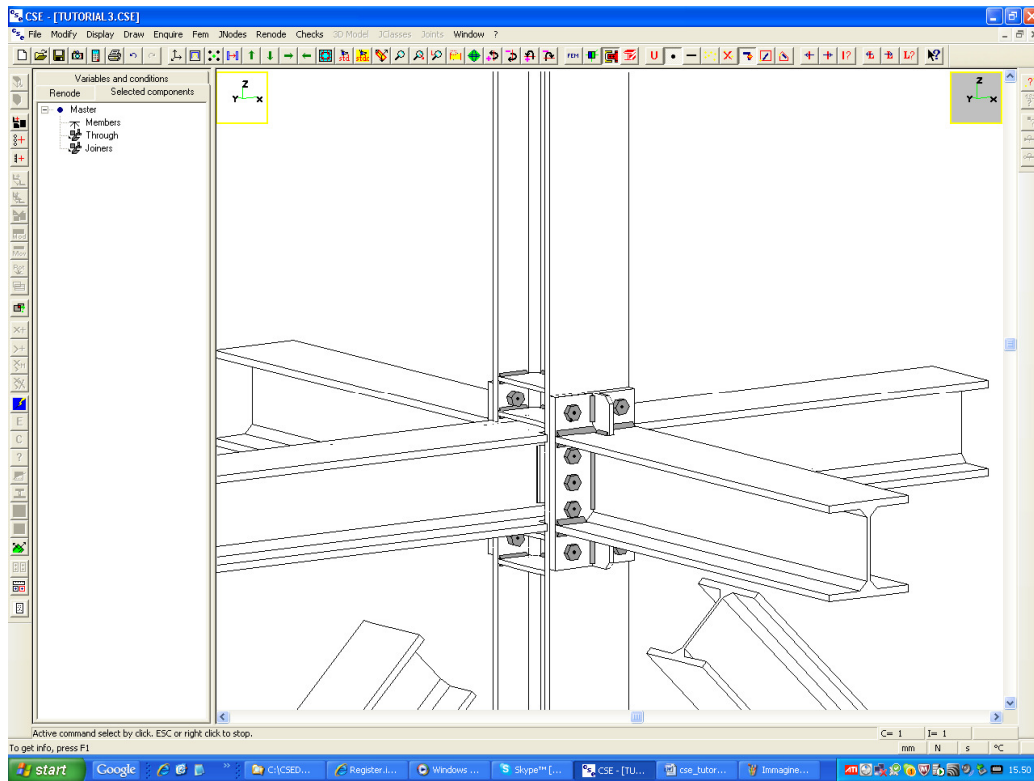 CSE - [TUTORIAL3.CSE]
File Modify Display Draw Enquire Fem JNodes Renode Checks 3D Model JClasses Joints Window ?
Variables and conditions
Renode Selected components
Master
Members
Through
Joiners
Z
Y X
Z
Y X
Active command select by click. ESC or right click to stop.
C= 1 I= 1
To get info, press F1
mm N s °C
start Google C:\CSED... Register.i... Windows ... Skype™ [... CSE - [TU... cse_tutor... Immagine...